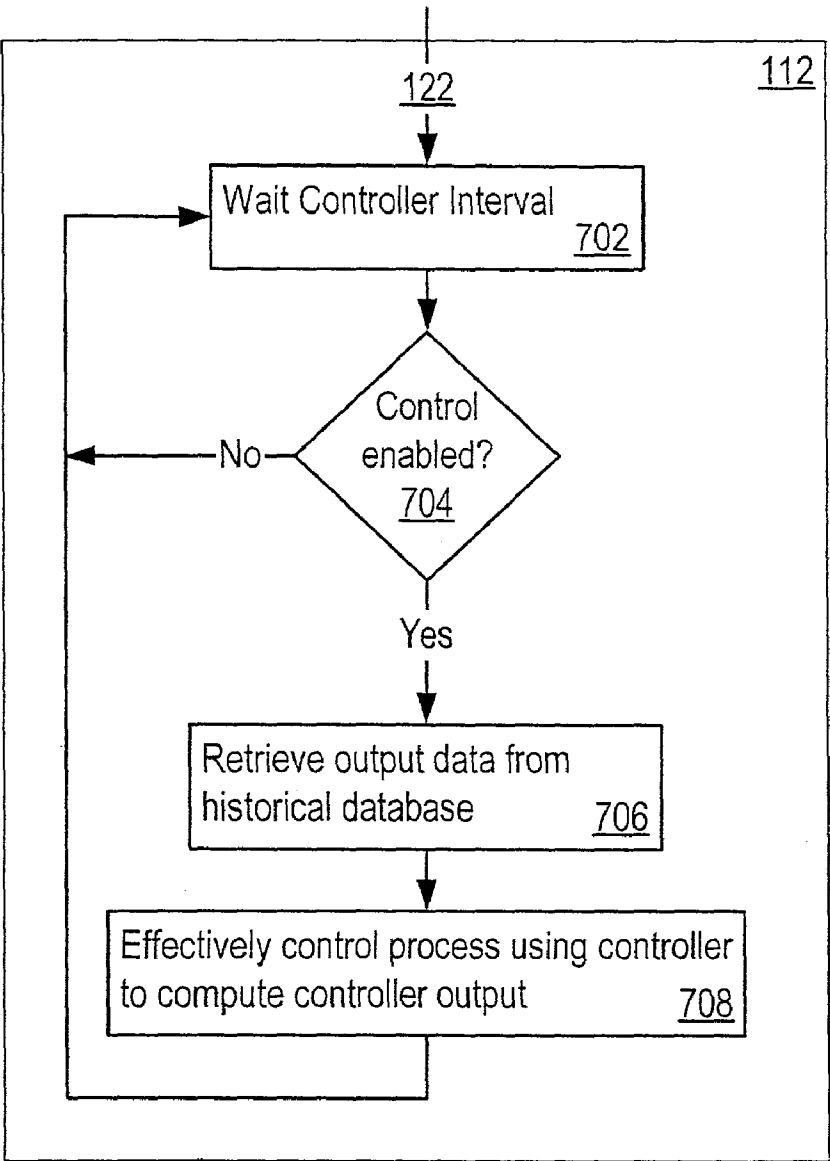 112
122
Wait Controller Interval
702
Control
enabled?
704
No
Yes
Retrieve output data from
historical database
706
Effectively control process using controller
to compute controller output
708